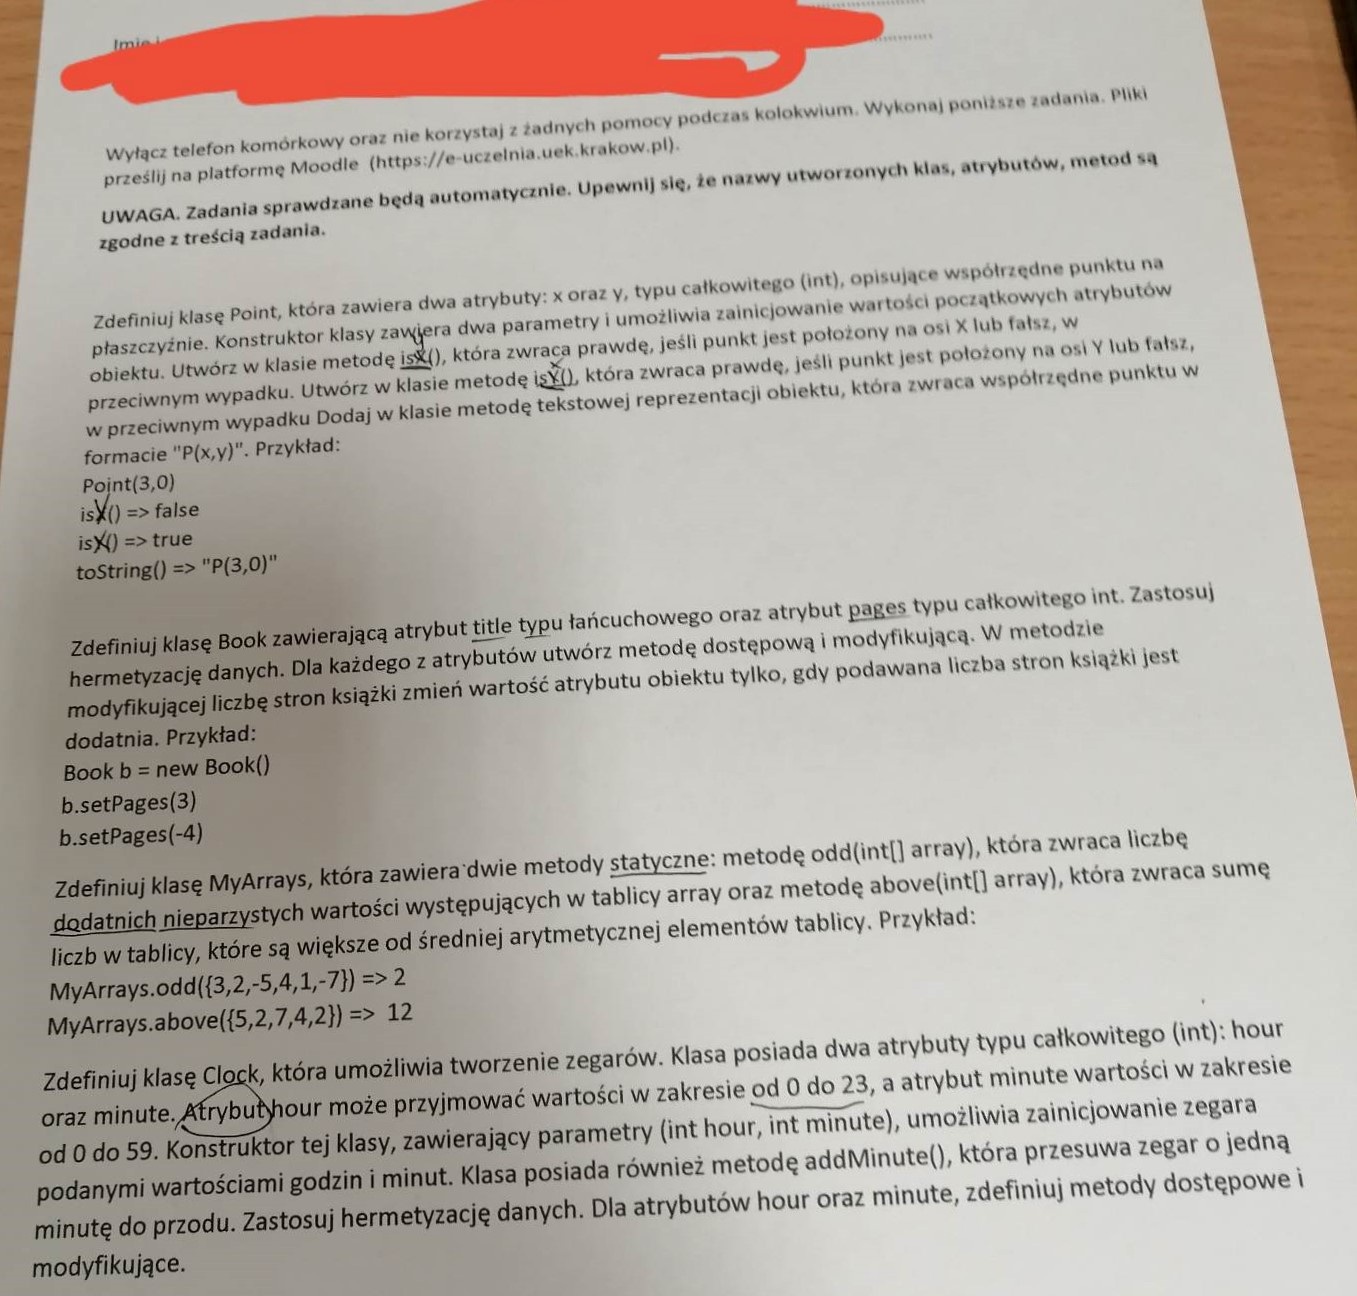 Imię i
Wyłącz telefon komórkowy oraz nie korzystaj z żadnych pomocy podczas kolokwium. Wykonaj poniższe zadania. Pliki
prześlij na platformę Moodle (https://e-uczelnia.uek.krakow.pl).
UWAGA. Zadania sprawdzane będą automatycznie. Upewnij się, że nazwy utworzonych klas, atrybutów, metod są
zgodne z treścią zadania.
Zdefiniuj klasę Point, która zawiera dwa atrybuty: x oraz y, typu całkowitego (int), opisujące współrzędne punktu na
płaszczyźnie. Konstruktor klasy zawiera dwa parametry i umożliwia zainicjowanie wartości początkowych atrybutów
obiektu. Utwórz w klasie metodę isX(), która zwraca prawdę, jeśli punkt jest położony na osi X lub fałsz, w
przeciwnym wypadku. Utwórz w klasie metodę isY(), która zwraca prawdę, jeśli punkt jest położony na osi Y lub fałsz,
w przeciwnym wypadku Dodaj w klasie metodę tekstowej reprezentacji obiektu, która zwraca współrzędne punktu w
formacie "P(x,y)". Przykład:
Point(3,0)
isX() => false
isY() => true
toString() => "P(3,0)"
Zdefiniuj klasę Book zawierającą atrybut title typu łańcuchowego oraz atrybut pages typu całkowitego int. Zastosuj
hermetyzację danych. Dla każdego z atrybutów utwórz metodę dostępową i modyfikującą. W metodzie
modyfikującej liczbę stron książki zmień wartość atrybutu obiektu tylko, gdy podawana liczba stron książki jest
dodatnia. Przykład:
Book b = new Book()
b.setPages(3)
b.setPages(-4)
Zdefiniuj klasę MyArrays, która zawiera dwie metody statyczne: metodę odd(int[] array), która zwraca liczbę
dodatnich nieparzystych wartości występujących w tablicy array oraz metodę above(int[] array), która zwraca sumę
liczb w tablicy, które są większe od średniej arytmetycznej elementów tablicy. Przykład:
MyArrays.odd({3,2,-5,4,1,-7}) => 2
MyArrays.above({5,2,7,4,2}) => 12
Zdefiniuj klasę Clock, która umożliwia tworzenie zegarów. Klasa posiada dwa atrybuty typu całkowitego (int): hour
oraz minute. Atrybut hour może przyjmować wartości w zakresie od 0 do 23, a atrybut minute wartości w zakresie
od 0 do 59. Konstruktor tej klasy, zawierający parametry (int hour, int minute), umożliwia zainicjowanie zegara
podanymi wartościami godzin i minut. Klasa posiada również metodę addMinute(), która przesuwa zegar o jedną
minutę do przodu. Zastosuj hermetyzację danych. Dla atrybutów hour oraz minute, zdefiniuj metody dostępowe i
modyfikujące.